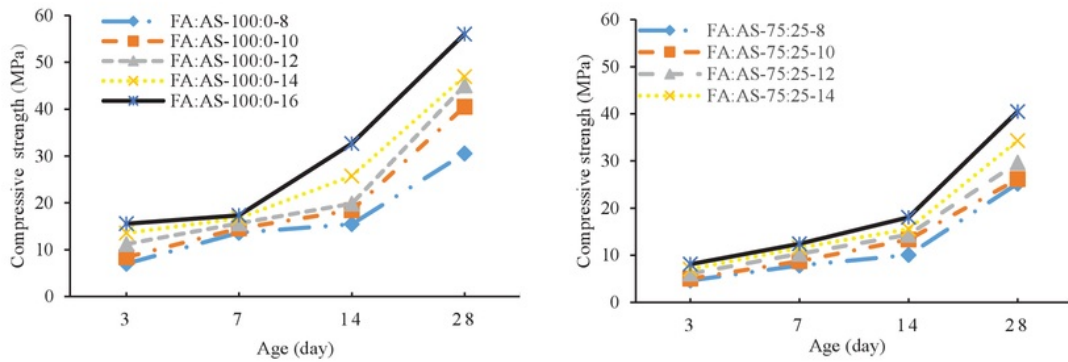 60
50
40
30
20
10
0
Compressive strength (MPa)
FA:AS-100:0-8
FA:AS-100:0-10
FA:AS-100:0-12
FA:AS-100:0-14
FA:AS-100:0-16
3 7 14 28
Age (day)
60
50
40
30
20
10
0
Compressive strengh (MPa)
FA:AS-75:25-8
FA:AS-75:25-10
FA:AS-75:25-12
FA:AS-75:25-14
3 7 14 28
Age (day)